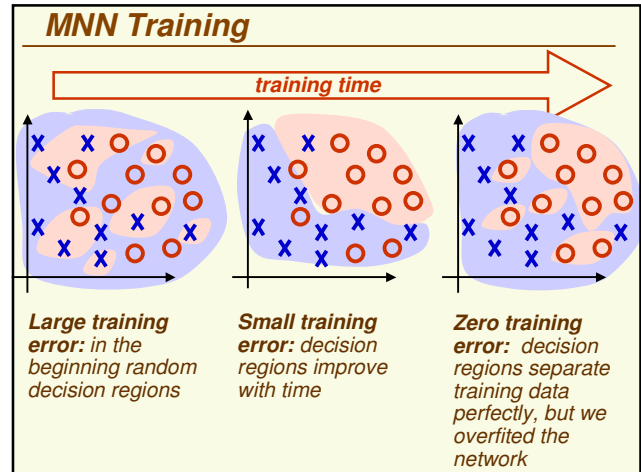 MNN Training
training time
Large training
error: in the
beginning random
decision regions
Small training
error: decision
regions improve
with time
Zero training
error: decision
regions separate
training data
perfectly, but we
overfited the
network